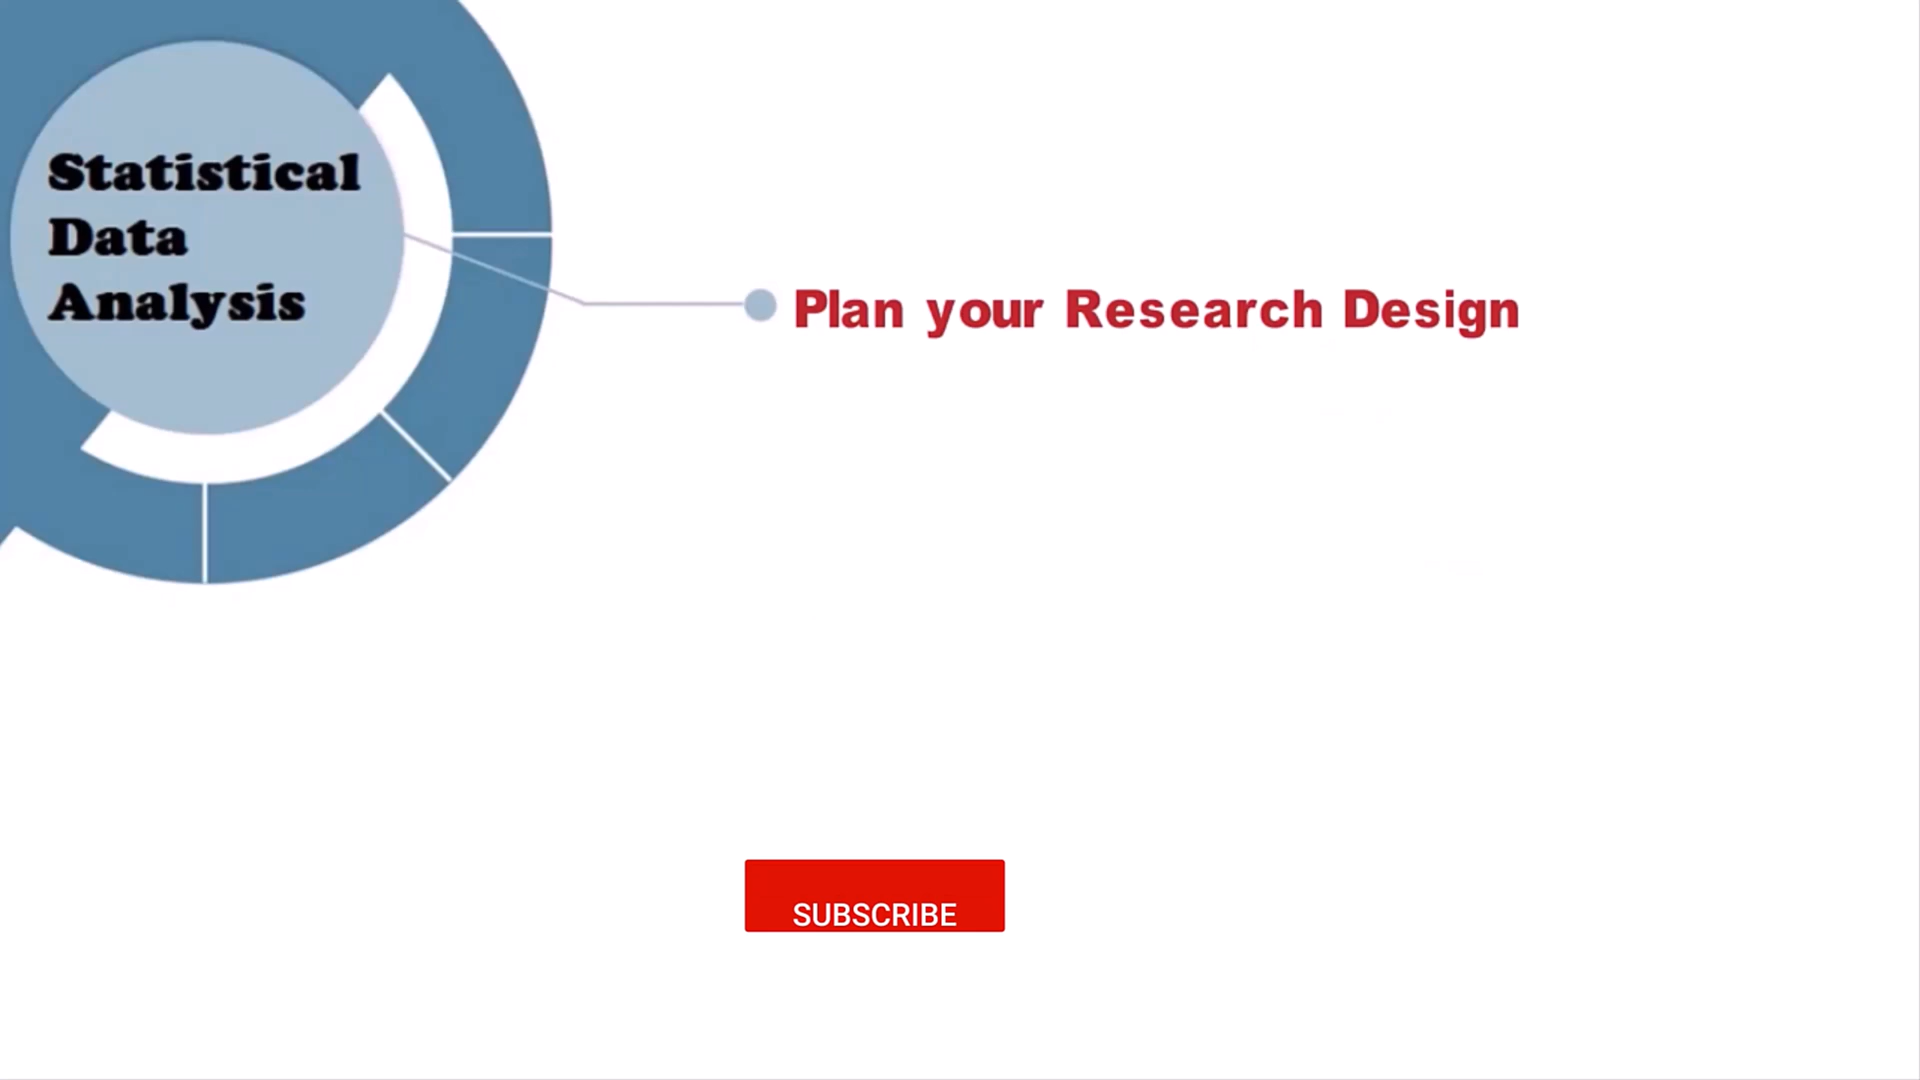 Statistical
Data
Analysis
Plan your Research Design
SUBSCRIBE